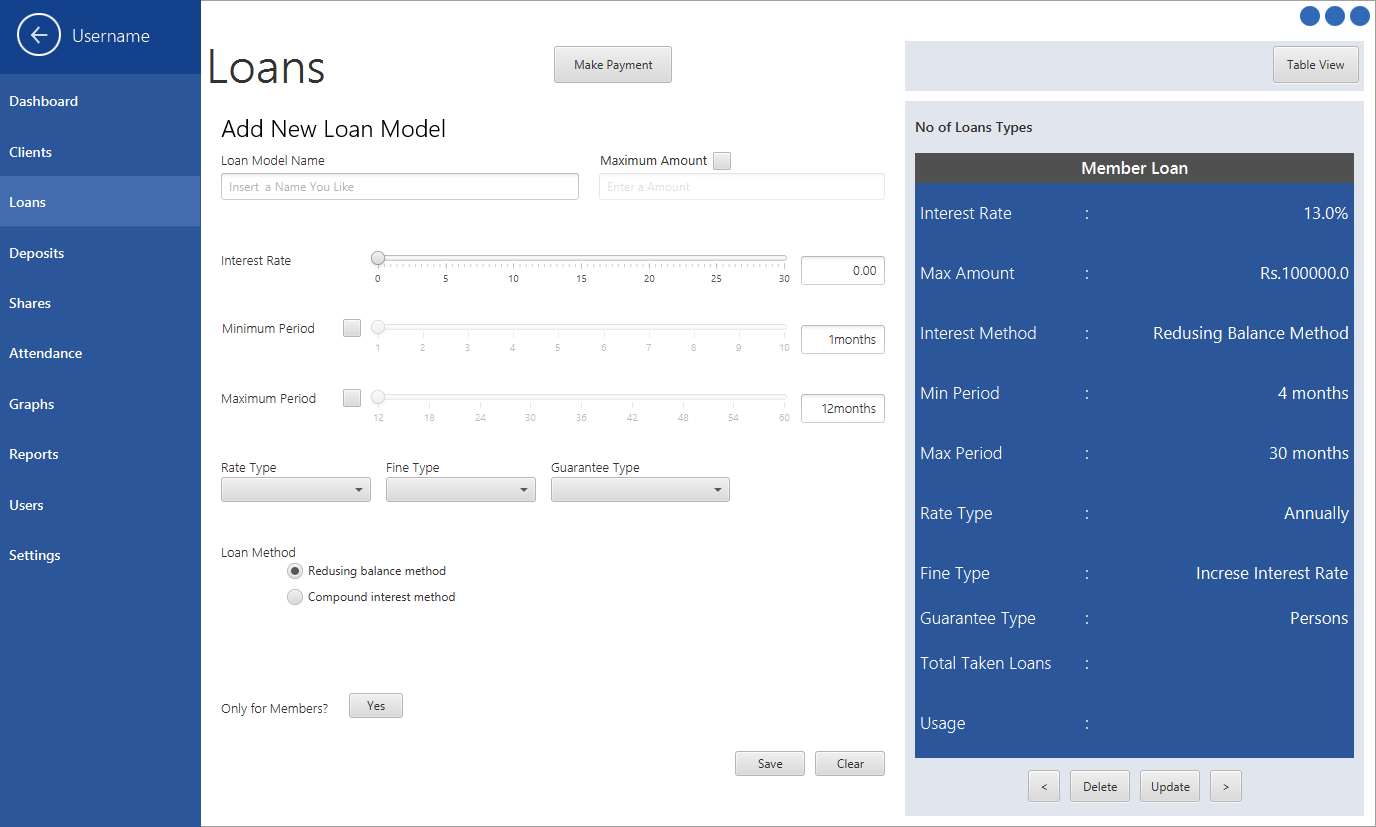 Username
Dashboard
Clients
Loans
Deposits
Shares
Attendance
Graphs
Reports
Users
Settings
Loans
Make Payment
Add New Loan Model
Loan Model Name
Maximum Amount
Insert a Name You Like
Enter a Amount
Interest Rate
0 5 10 15 20 25 30
0.00
Minimum Period
1 2 3 4 5 6 7 8 9 10
1months
Maximum Period
12 18 24 30 36 42 48 54 60
12months
Rate Type
Fine Type
Guarantee Type
Loan Method
Redusing balance method
Compound interest method
Only for Members?
Yes
Save
Clear
Table View
No of Loans Types
Member Loan
Interest Rate : 13.0%
Max Amount : Rs.100000.0
Interest Method : Redusing Balance Method
Min Period : 4 months
Max Period : 30 months
Rate Type : Annually
Fine Type : Increse Interest Rate
Guarantee Type : Persons
Total Taken Loans :
Usage :
< Delete Update >